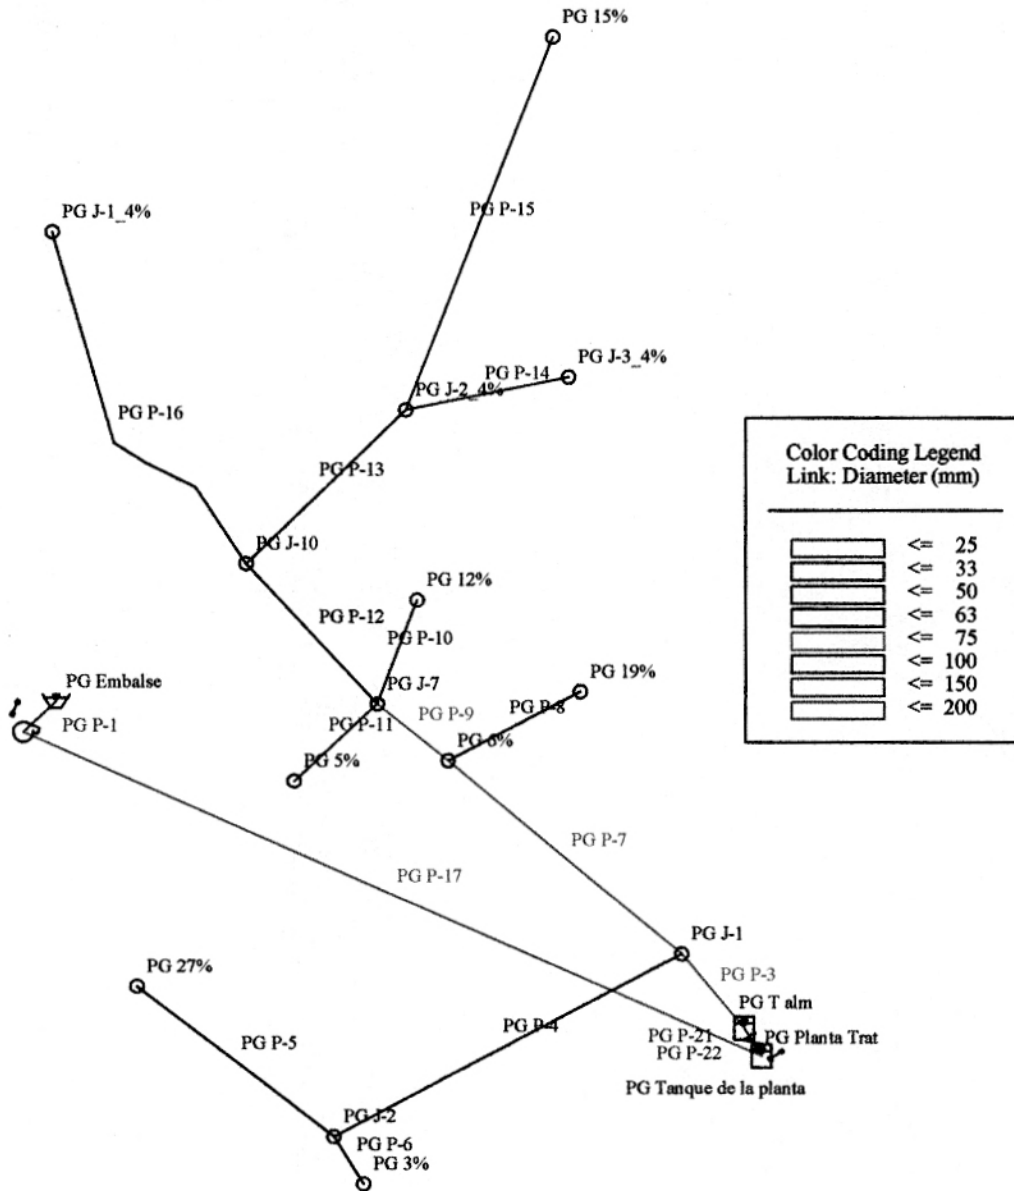 PG 15%
PG J-1_4%
PG P-15
PG J-3_4%
PG P-14
PG J-2_4%
PG P-16
PG P-13
Color Coding Legend
Link: Diameter (mm)
<= 25
<= 33
<= 50
<= 63
<= 75
<= 100
<= 150
<= 200
PG J-10
PG 12%
PG P-12
PG P-10
PG Embalse
PG J-7
PG 19%
PG P-1
PG P-11
PG P-9
PG P-8
PG 6%
PG 5%
PG P-7
PG P-17
PG J-1
PG 27%
PG P-3
PG T alm
PG P-4
PG P-21
PG Planta Trat
PG P-5
PG P-22
PG Tanque de la planta
PG J-2
PG P-6
PG 3%